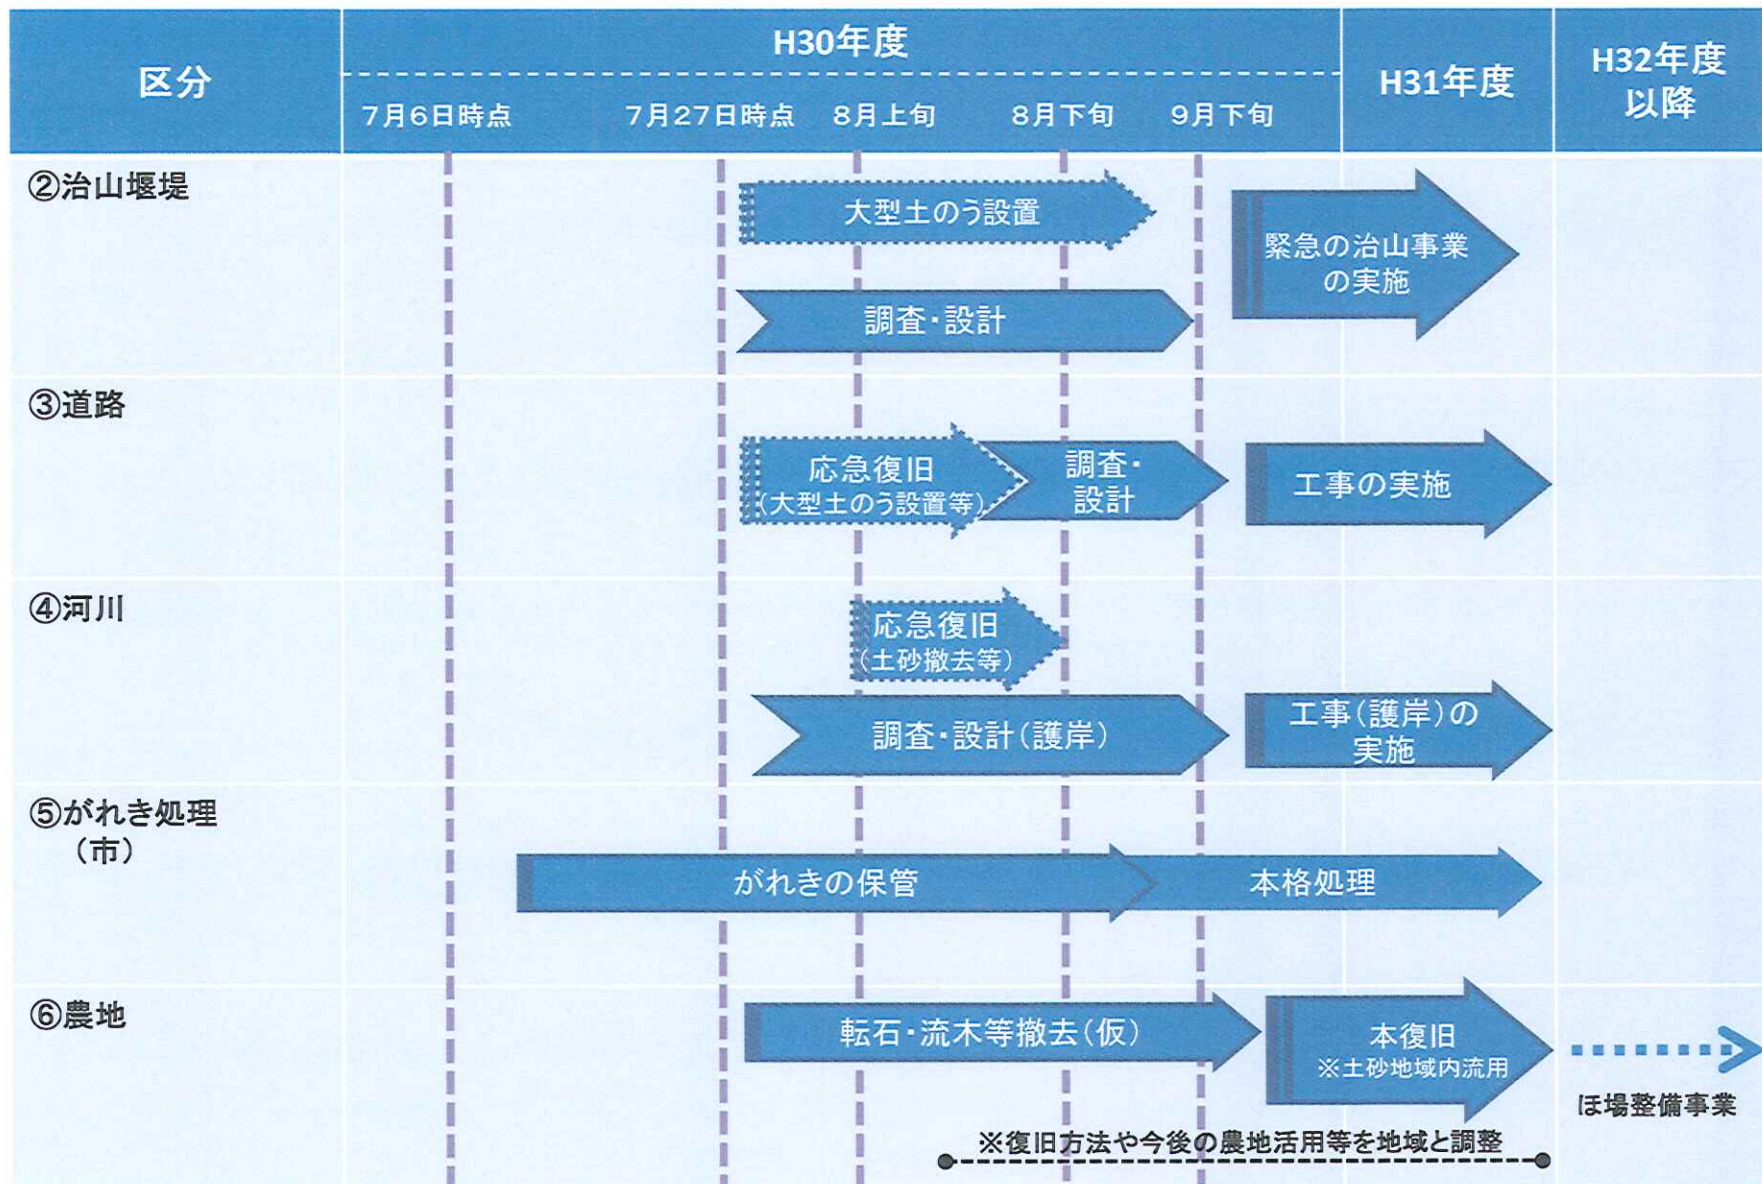 区分
H30年度
H31年度
H32年度
以降
7月6日時点
7月27日時点
8月上旬
8月下旬
9月下旬
②治山堰堤
大型土のう設置
緊急の治山事業
の実施
調査・設計
③道路
応急復旧
(大型土のう設置等)
調査・
設計
工事の実施
④河川
応急復旧
(土砂撤去等)
調査・設計(護岸)
工事(護岸)の
実施
⑤がれき処理
(市)
がれきの保管
本格処理
⑥農地
転石・流木等撤去(仮)
本復旧
※土砂地域内流用
ほ場整備事業
※復旧方法や今後の農地活用等を地域と調整